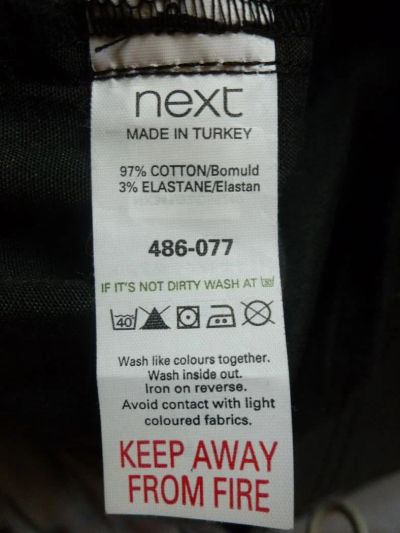 next
MADE IN TURKEY
97% COTTON/Bomuld
3% ELASTANE/Elastan
486-077
IF IT'S NOT DIRTY WASH AT 30
40
Wash like colours together.
Wash inside out.
Iron on reverse.
Avoid contact with light
coloured fabrics.
KEEP AWAY
FROM FIRE